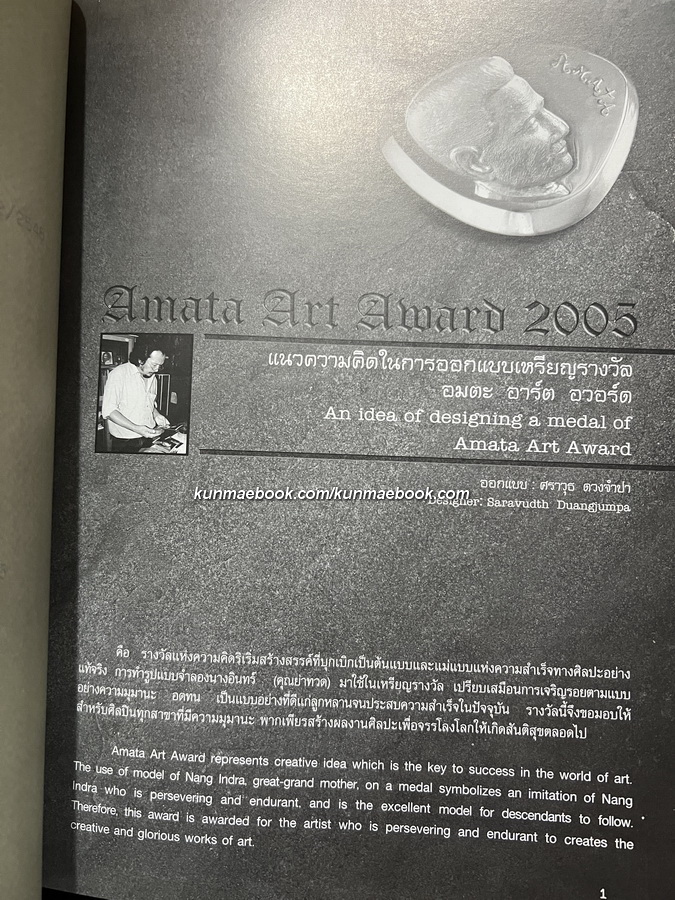 AMATA
Amata Art Award 2005
แนวความคิดในการออกแบบเหรียญรางวัล
อมตะ อาร์ต อวอร์ด
An idea of designing a medal of
Amata Art Award
ออกแบบ : ศราวุธ ดวงจำปา
kunmaebook.com/kunmaebook.com
Designer: Saravudth Duangjumpa
คือ รางวัลแห่งความคิดริเริ่มสร้างสรรค์ที่บุกเบิกเป็นต้นแบบและแม่แบบแห่งความสำเร็จทางศิลปะอย่าง
แท้จริง การทำรูปแบบจำลองนางอินทร์ (คุณย่าทวด) มาใช้ในเหรียญรางวัล เปรียบเสมือนการเจริญรอยตามแบบ
อย่างความมุมานะ อดทน เป็นแบบอย่างที่ดีแก่ลูกหลานจนประสบความสำเร็จในปัจจุบัน รางวัลนี้จึงขอมอบให้
สำหรับศิลปินทุกสาขาที่มีความมุมานะ พากเพียรสร้างผลงานศิลปะเพื่อจรรโลงโลกให้เกิดสันติสุขตลอดไป
Amata Art Award represents creative idea which is the key to success in the world of art.
The use of model of Nang Indra, great-grand mother, on a medal symbolizes an imitation of Nang
Indra who is persevering and endurant, and is the excellent model for descendants to follow.
Therefore, this award is awarded for the artist who is persevering and endurant to creates the
creative and glorious works of art.
1